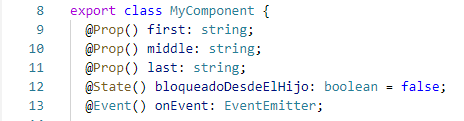 8 export class MyComponent {
9 @Prop() first: string;
10 @Prop() middle: string;
11 @Prop() last: string;
12 @State() bloqueadoDesdeElHijo: boolean = false;
13 @Event() onEvent: EventEmitter;